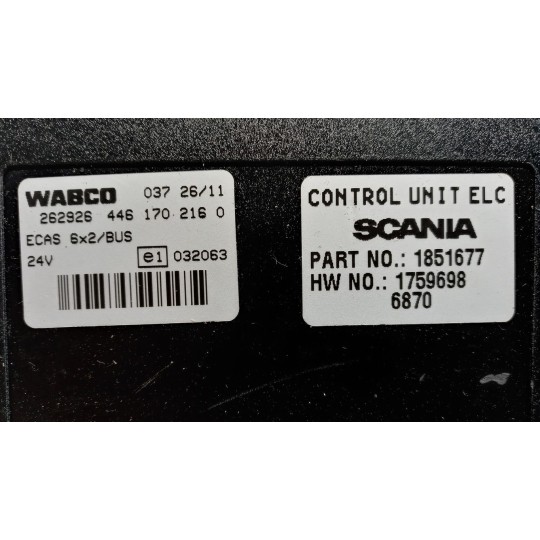 WABCO 037 26/11
262926 446 170 216 0
ECAS 6x2/BUS
24V e1 032063
CONTROL UNIT ELC
SCANIA
PART NO.: 1851677
HW NO.: 1759698
6870